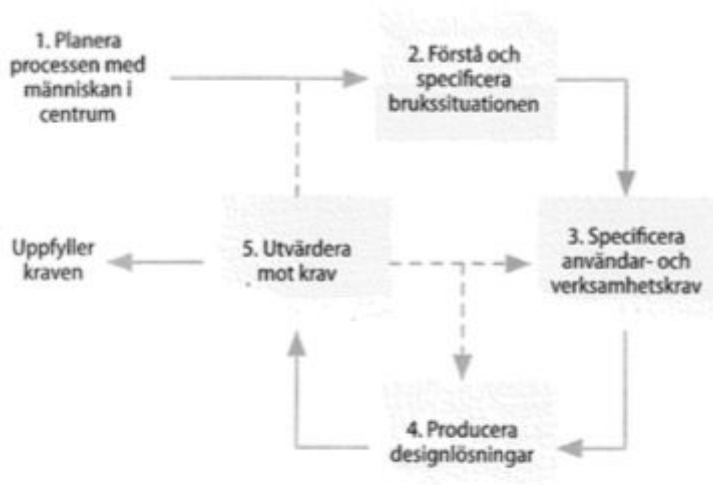 1. Planera
processen med
människan i
centrum
2. Förstå och
specificera
brukssituationen
Uppfyller
kraven
5. Utvärdera
mot krav
3. Specificera
användar- och
verksamhetskrav
4. Producera
designlösningar